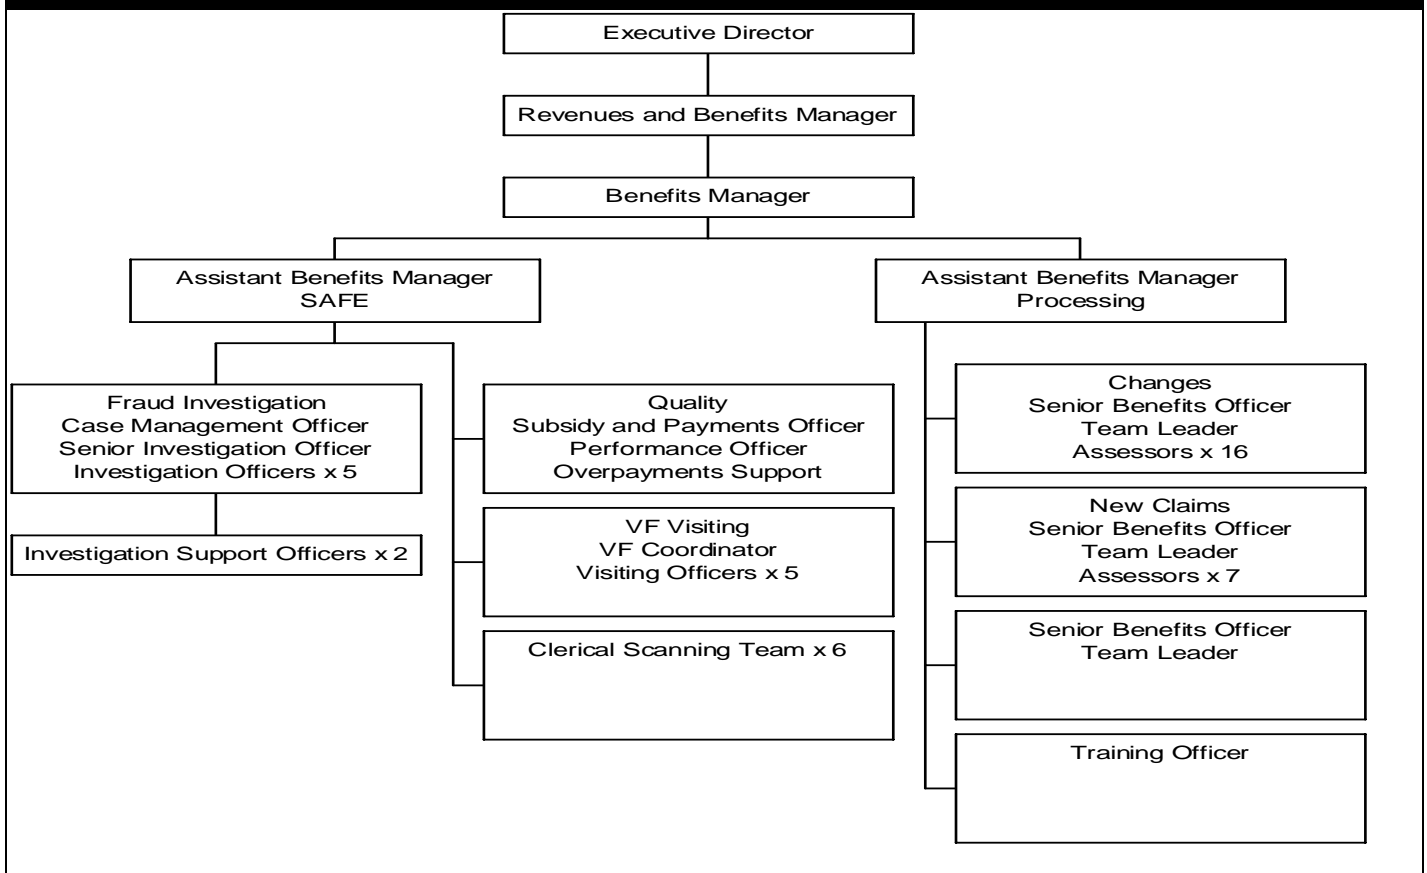 Executive Director
Revenues and Benefits Manager
Benefits Manager
Assistant Benefits Manager
SAFE
Assistant Benefits Manager
Processing
Fraud Investigation
Case Management Officer
Senior Investigation Officer
Investigation Officers x 5
Investigation Support Officers x 2
Quality
Subsidy and Payments Officer
Performance Officer
Overpayments Support
VF Visiting
VF Coordinator
Visiting Officers x 5
Clerical Scanning Team x 6
Changes
Senior Benefits Officer
Team Leader
Assessors x 16
New Claims
Senior Benefits Officer
Team Leader
Assessors x 7
Senior Benefits Officer
Team Leader
Training Officer